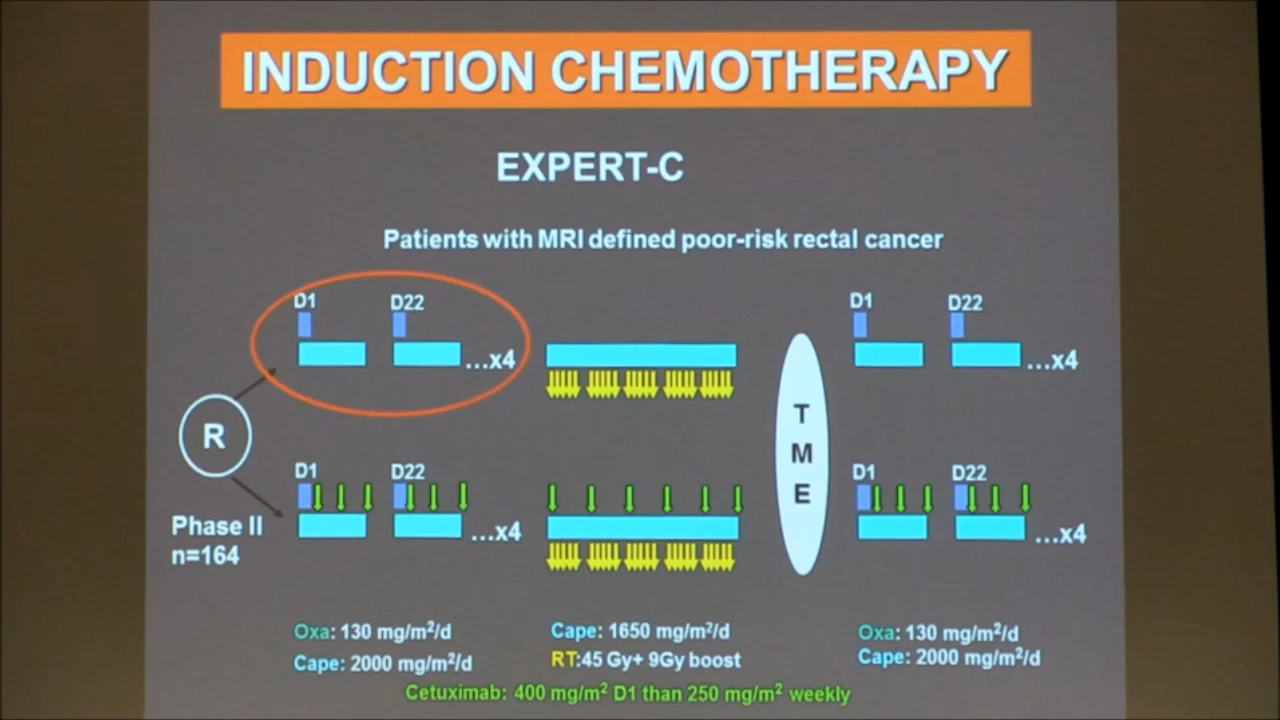 INDUCTION CHEMOTHERAPY
EXPERT-C
Patients with MRI defined poor-risk rectal cancer
D1 D22 D1 D22
...x4 ...x4
R
T
M
E
D1 D22 D1 D22
Phase II
n=164
...x4 ...x4
Oxa: 130 mg/m²/d Cape: 1650 mg/m²/d Oxa: 130 mg/m²/d
Cape: 2000 mg/m²/d RT:45 Gy+ 9Gy boost Cape: 2000 mg/m²/d
Cetuximab: 400 mg/m² D1 than 250 mg/m² weekly